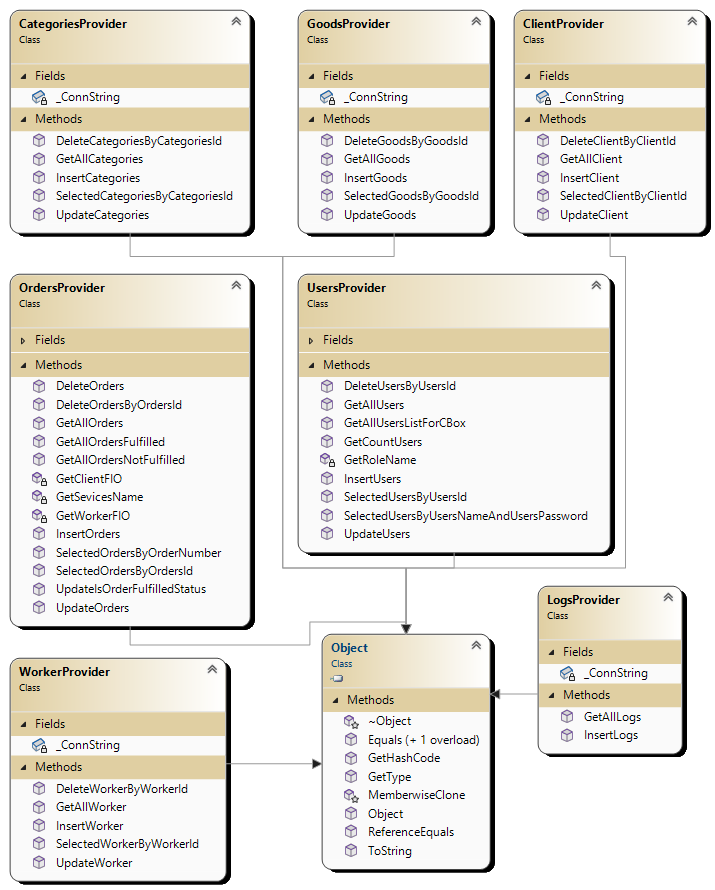 CategoriesProvider
Class
Fields
_ConnString
Methods
DeleteCategoriesByCategoriesId
GetAllCategories
InsertCategories
SelectedCategoriesByCategoriesId
UpdateCategories
GoodsProvider
Class
Fields
_ConnString
Methods
DeleteGoodsByGoodsId
GetAllGoods
InsertGoods
SelectedGoodsByGoodsId
UpdateGoods
ClientProvider
Class
Fields
_ConnString
Methods
DeleteClientByClientId
GetAllClient
InsertClient
SelectedClientByClientId
UpdateClient
OrdersProvider
Class
Fields
Methods
DeleteOrders
DeleteOrdersByOrdersId
GetAllOrders
GetAllOrdersFulfilled
GetAllOrdersNotFulfilled
GetClientFIO
GetSevicesName
GetWorkerFIO
InsertOrders
SelectedOrdersByOrderNumber
SelectedOrdersByOrdersId
UpdateIsOrderFulfilledStatus
UpdateOrders
UsersProvider
Class
Fields
Methods
DeleteUsersByUsersId
GetAllUsers
GetAllUsersListForCBox
GetCountUsers
GetRoleName
InsertUsers
SelectedUsersByUsersId
SelectedUsersByUsersNameAndUsersPassword
UpdateUsers
LogsProvider
Class
Fields
_ConnString
Methods
GetAllLogs
InsertLogs
WorkerProvider
Class
Fields
_ConnString
Methods
DeleteWorkerByWorkerId
GetAllWorker
InsertWorker
SelectedWorkerByWorkerId
UpdateWorker
Object
Class
Methods
~Object
Equals (+ 1 overload)
GetHashCode
GetType
MemberwiseClone
Object
ReferenceEquals
ToString